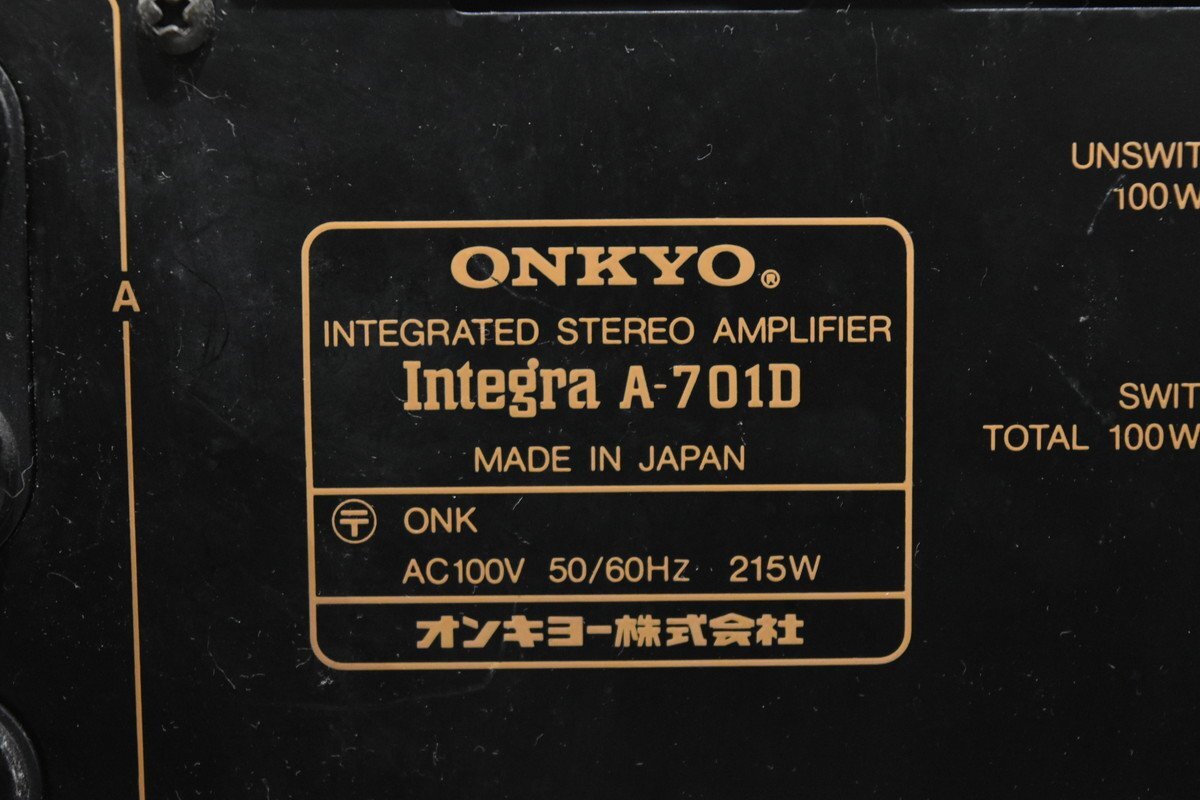 A
ONKYO®
INTEGRATED STEREO AMPLIFIER
Integra A-701D
MADE IN JAPAN
〒 ONK
AC100V 50/60Hz 215W
オンキヨー株式会社
UNSWIT
100W
SWIT
TOTAL 100W